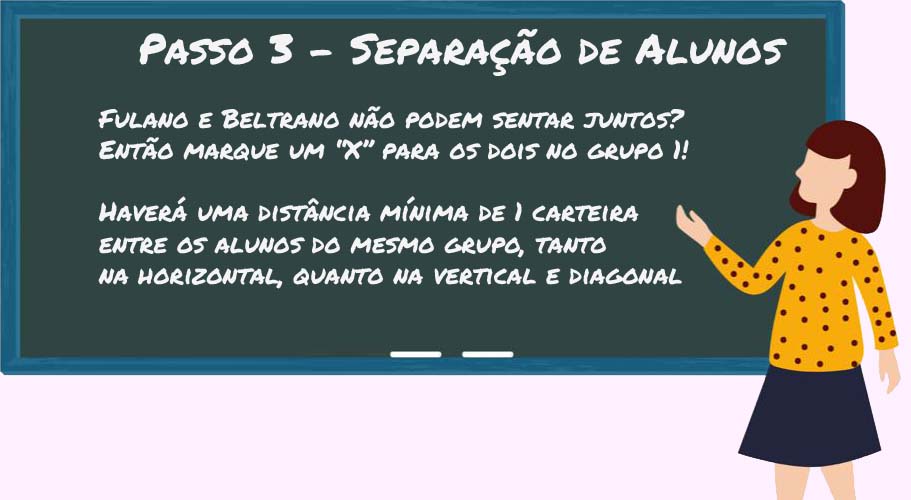 Passo 3 - Separação de Alunos
Fulano e Beltrano não podem sentar juntos?
Então marque um "X" para os dois no grupo 1!
Haverá uma distância mínima de 1 carteira
entre os alunos do mesmo grupo, tanto
na horizontal, quanto na vertical e diagonal